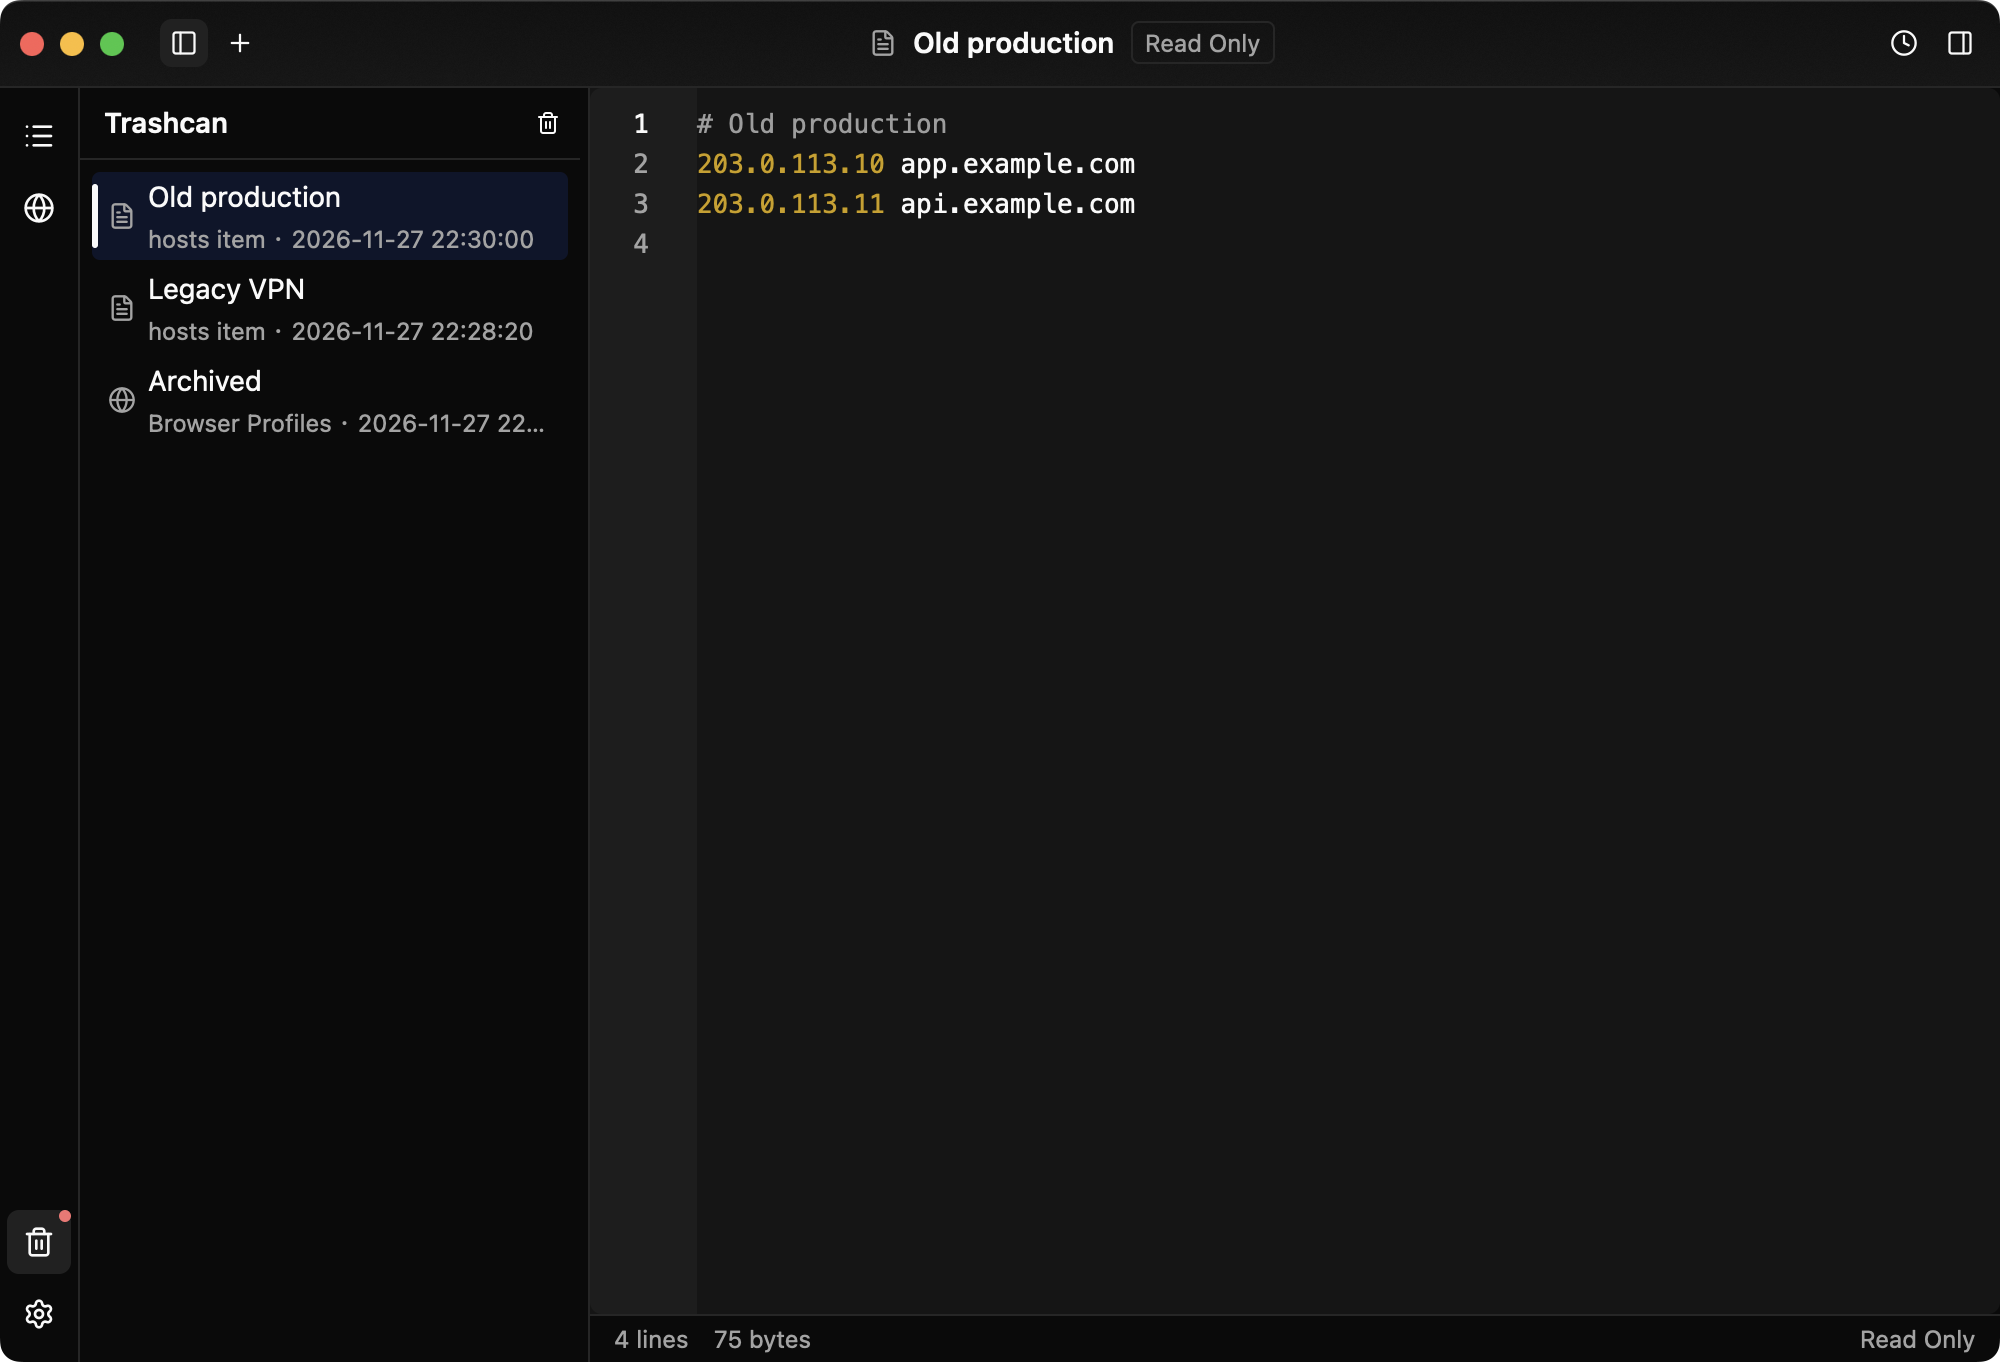 Old production
Read Only
Trashcan
Old production
hosts item · 2026-11-27 22:30:00
Legacy VPN
hosts item · 2026-11-27 22:28:20
Archived
Browser Profiles · 2026-11-27 22...
1 # Old production
2 203.0.113.10 app.example.com
3 203.0.113.11 api.example.com
4
4 lines 75 bytes
Read Only